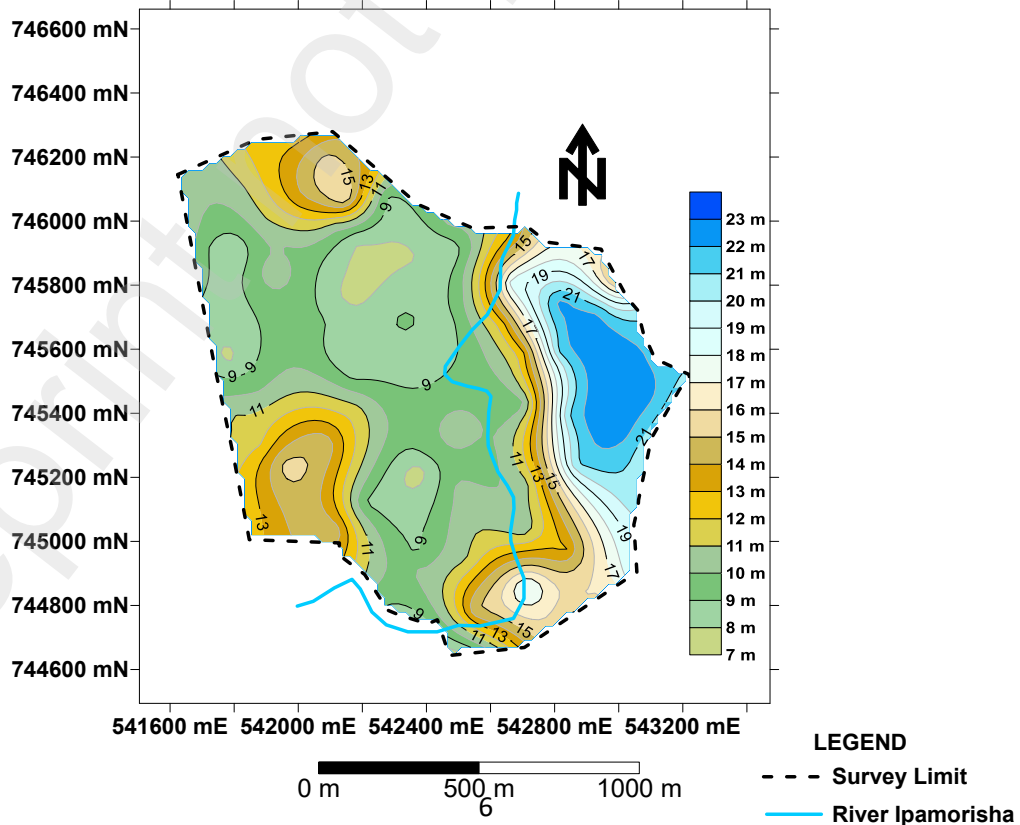 746600 mN
746400 mN
746200 mN
746000 mN
745800 mN
745600 mN
745400 mN
745200 mN
745000 mN
744800 mN
744600 mN
541600 mE 542000 mE 542400 mE 542800 mE 543200 mE
N
15
13
11
9
15
17
19
21
17
9
9
9
11
21
11
13
15
13
11
9
19
17
9
15
13
11
23 m
22 m
21 m
20 m
19 m
18 m
17 m
16 m
15 m
14 m
13 m
12 m
11 m
10 m
9 m
8 m
7 m
0 m 500 m 1000 m
6
LEGEND
Survey Limit
River Ipamorisha